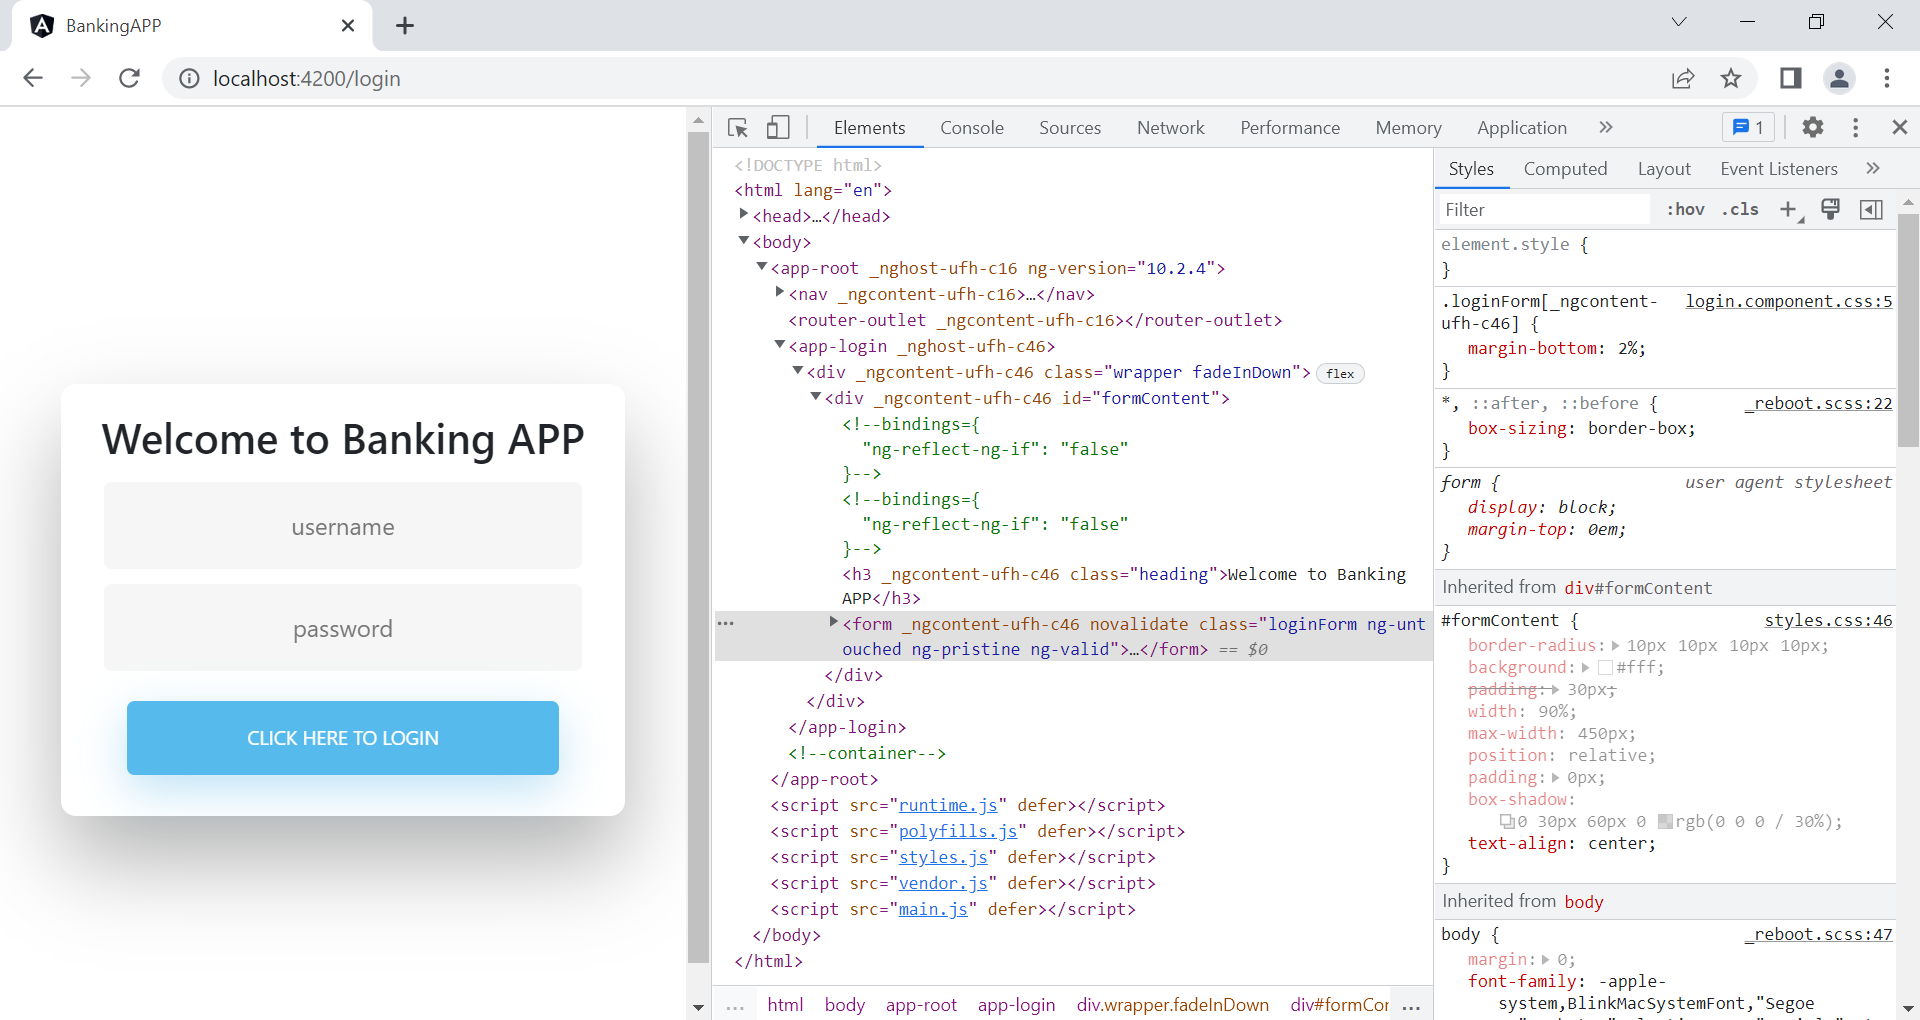 BankingAPP
localhost:4200/login
Welcome to Banking APP
username
password
CLICK HERE TO LOGIN
Elements Console Sources Network Performance Memory Application » 1
<!DOCTYPE html>
<html lang="en">
<head>…</head>
<body>
<app-root _nghost-ufh-c16 ng-version="10.2.4">
<nav _ngcontent-ufh-c16>…</nav>
<router-outlet _ngcontent-ufh-c16></router-outlet>
<app-login _nghost-ufh-c46>
<div _ngcontent-ufh-c46 class="wrapper fadeInDown"> flex
<div _ngcontent-ufh-c46 id="formContent">
<!--bindings={
"ng-reflect-ng-if": "false"
}-->
<!--bindings={
"ng-reflect-ng-if": "false"
}-->
<h3 _ngcontent-ufh-c46 class="heading">Welcome to Banking
APP</h3>
<form _ngcontent-ufh-c46 novalidate class="loginForm ng-unt
ouched ng-pristine ng-valid">…</form> == $0
</div>
</div>
</app-login>
<!--container-->
</app-root>
<script src="runtime.js" defer></script>
<script src="polyfills.js" defer></script>
<script src="styles.js" defer></script>
<script src="vendor.js" defer></script>
<script src="main.js" defer></script>
</body>
</html>
... html body app-root app-login div.wrapper.fadeInDown div#formCor ...
Styles Computed Layout Event Listeners »
Filter :hov .cls
element.style {
}
.loginForm[_ngcontent- login.component.css:5
ufh-c46] {
margin-bottom: 2%;
}
*, ::after, ::before { _reboot.scss:22
box-sizing: border-box;
}
form { user agent stylesheet
display: block;
margin-top: 0em;
}
Inherited from div#formContent
#formContent { styles.css:46
border-radius: 10px 10px 10px 10px;
background: #fff;
padding: 30px;
width: 90%;
max-width: 450px;
position: relative;
padding: 0px;
box-shadow:
0 30px 60px 0 rgb(0 0 0 / 30%);
text-align: center;
}
Inherited from body
body { _reboot.scss:47
margin: 0;
font-family: -apple-
system,BlinkMacSystemFont,"Segoe